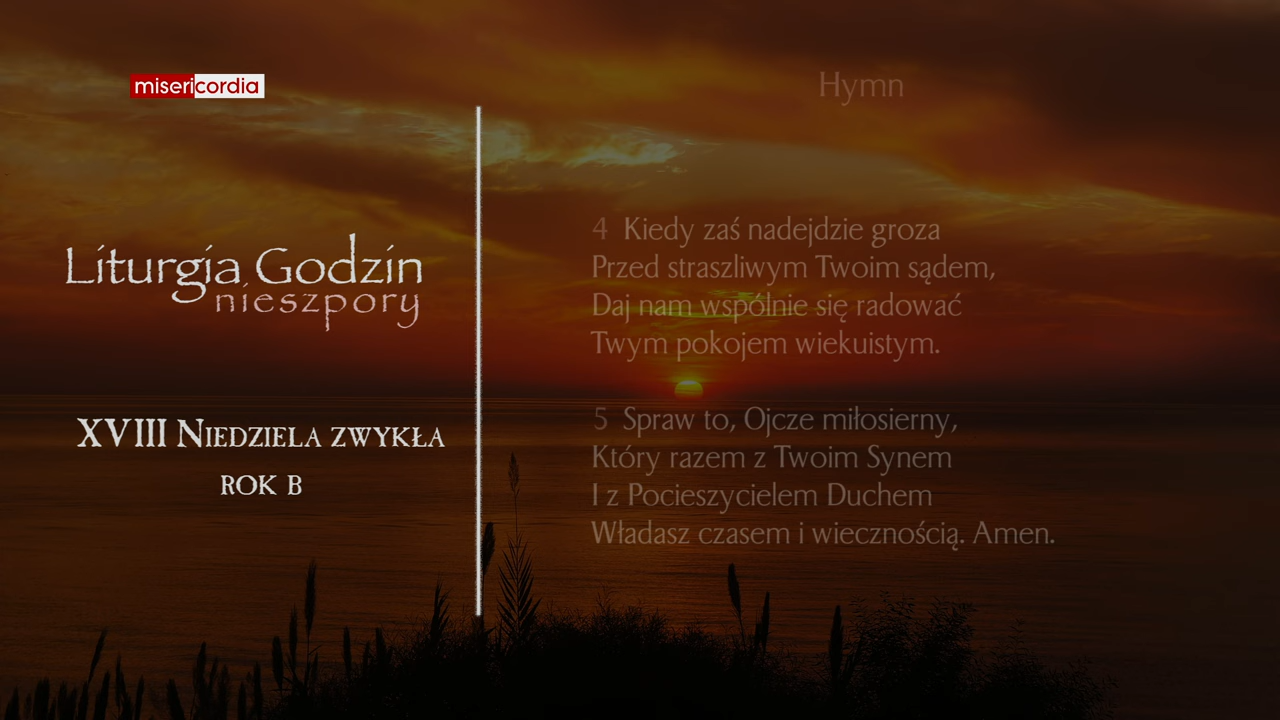 misericordia
Liturgia Godzin
nieszpory
XVIII Niedziela zwykła
rok B
Hymn
4 Kiedy zaś nadejdzie groza
Przed straszliwym Twoim sądem,
Daj nam wspólnie się radować
Twym pokojem wiekuistym.
5 Spraw to, Ojcze miłosierny,
Który razem z Twoim Synem
I z Pocieszycielem Duchem
Władasz czasem i wiecznością. Amen.